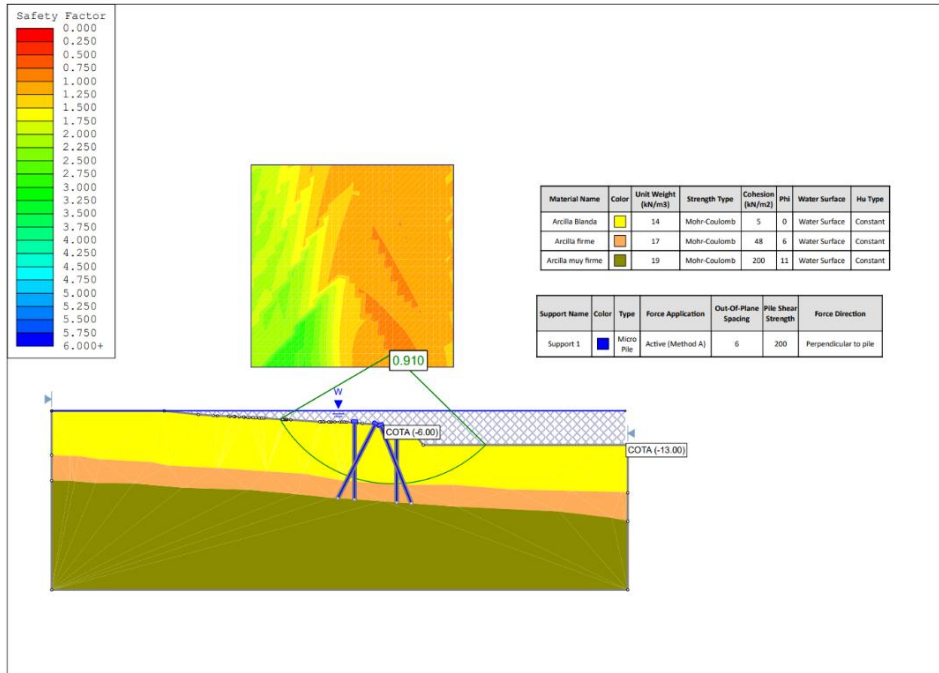 Safety Factor
0.000
0.250
0.500
0.750
1.000
1.250
1.500
1.750
2.000
2.250
2.500
2.750
3.000
3.250
3.500
3.750
4.000
4.250
4.500
4.750
5.000
5.250
5.500
5.750
6.000+
Material Name Color Unit Weight (kN/m3) Strength Type Cohesion (kN/m2) Phi Water Surface Hu Type
Arcilla Blanda 14 Mohr-Coulomb 5 0 Water Surface Constant
Arcilla firme 17 Mohr-Coulomb 48 6 Water Surface Constant
Arcilla muy firme 19 Mohr-Coulomb 200 11 Water Surface Constant
Support Name Color Type Force Application Out-Of-Plane Spacing Pile Shear Strength Force Direction
Support 1 Micro Pile Active (Method A) 6 200 Perpendicular to pile
0.910
W
COTA (-6.00)
COTA (-13.00)